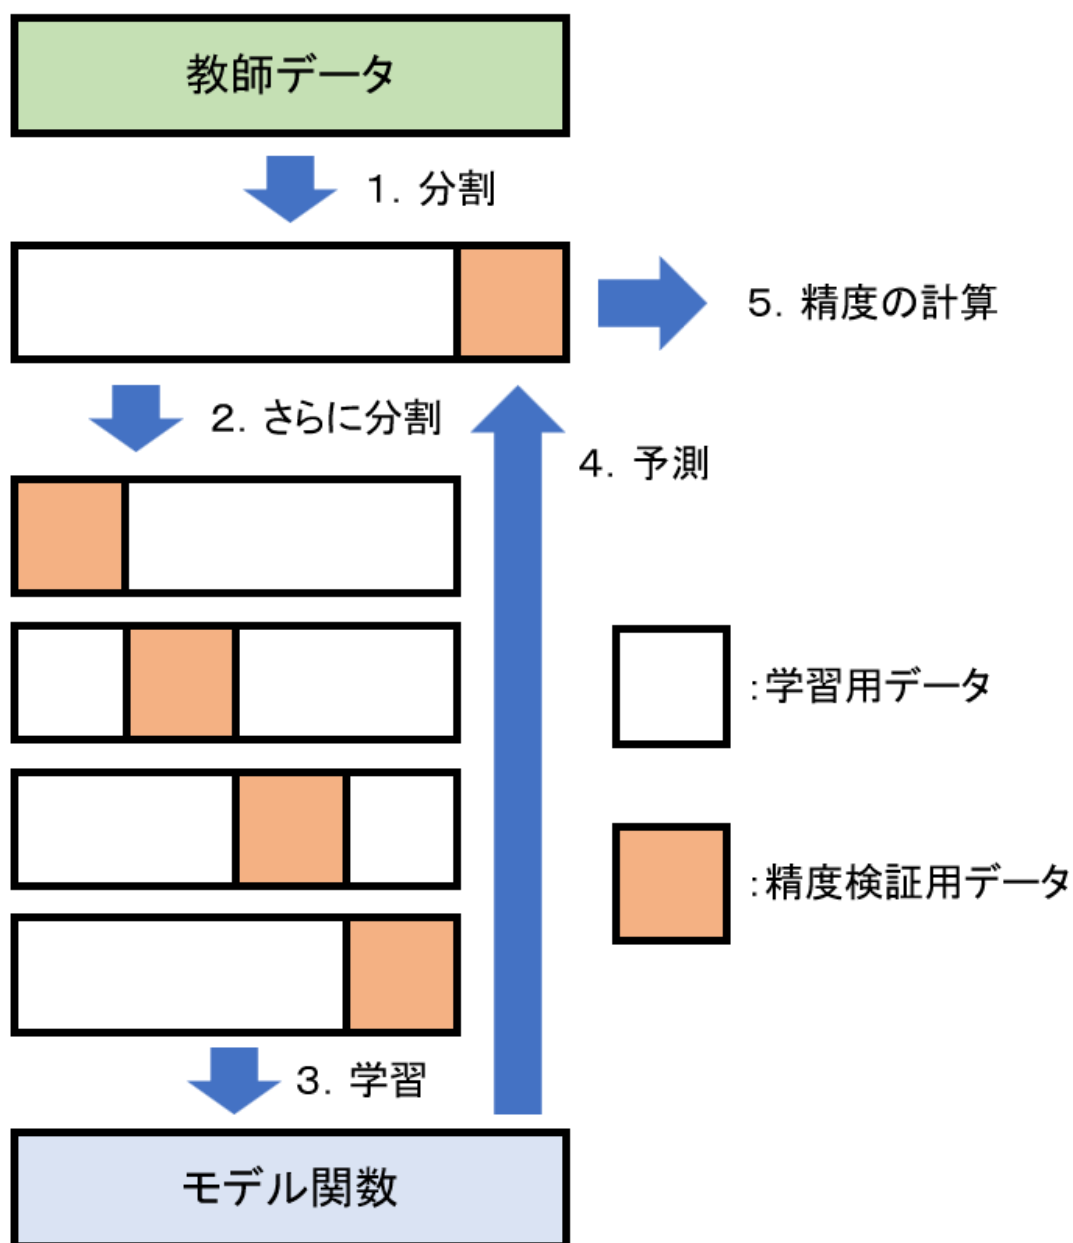 教師データ
1. 分割
5. 精度の計算
2. さらに分割
4. 予測
:学習用データ
:精度検証用データ
3. 学習
モデル関数